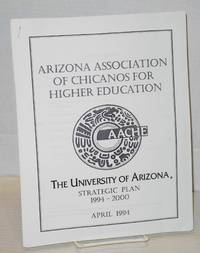 ARIZONA ASSOCIATION
OF CHICANOS FOR
HIGHER EDUCATION
AACHE
THE UNIVERSITY OF ARIZONA®
STRATEGIC PLAN
1994 - 2000
APRIL 1994